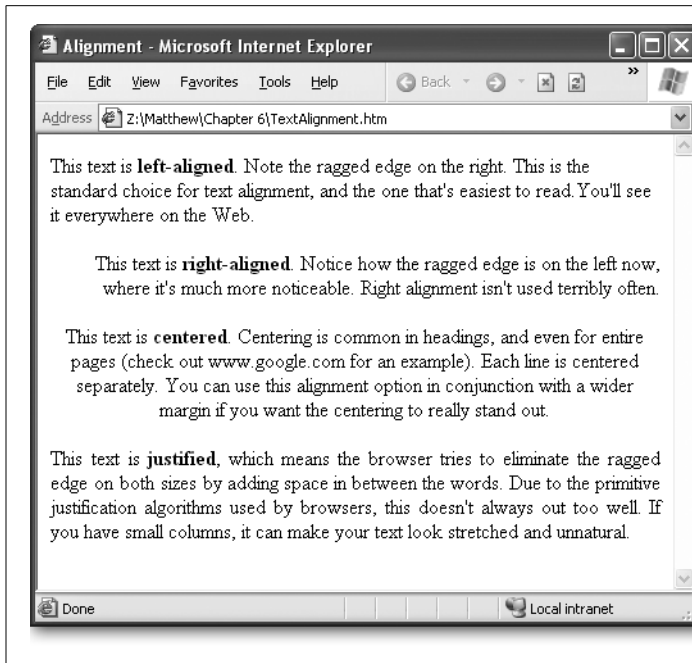 Alignment - Microsoft Internet Explorer
File Edit View Favorites Tools Help Back »
Address Z:\Matthew\Chapter 6\TextAlignment.htm
This text is left-aligned. Note the ragged edge on the right. This is the
standard choice for text alignment, and the one that's easiest to read. You'll see
it everywhere on the Web.
This text is right-aligned. Notice how the ragged edge is on the left now,
where it's much more noticeable. Right alignment isn't used terribly often.
This text is centered. Centering is common in headings, and even for entire
pages (check out www.google.com for an example). Each line is centered
separately. You can use this alignment option in conjunction with a wider
margin if you want the centering to really stand out.
This text is justified, which means the browser tries to eliminate the ragged
edge on both sizes by adding space in between the words. Due to the primitive
justification algorithms used by browsers, this doesn't always out too well. If
you have small columns, it can make your text look stretched and unnatural.
Done Local intranet